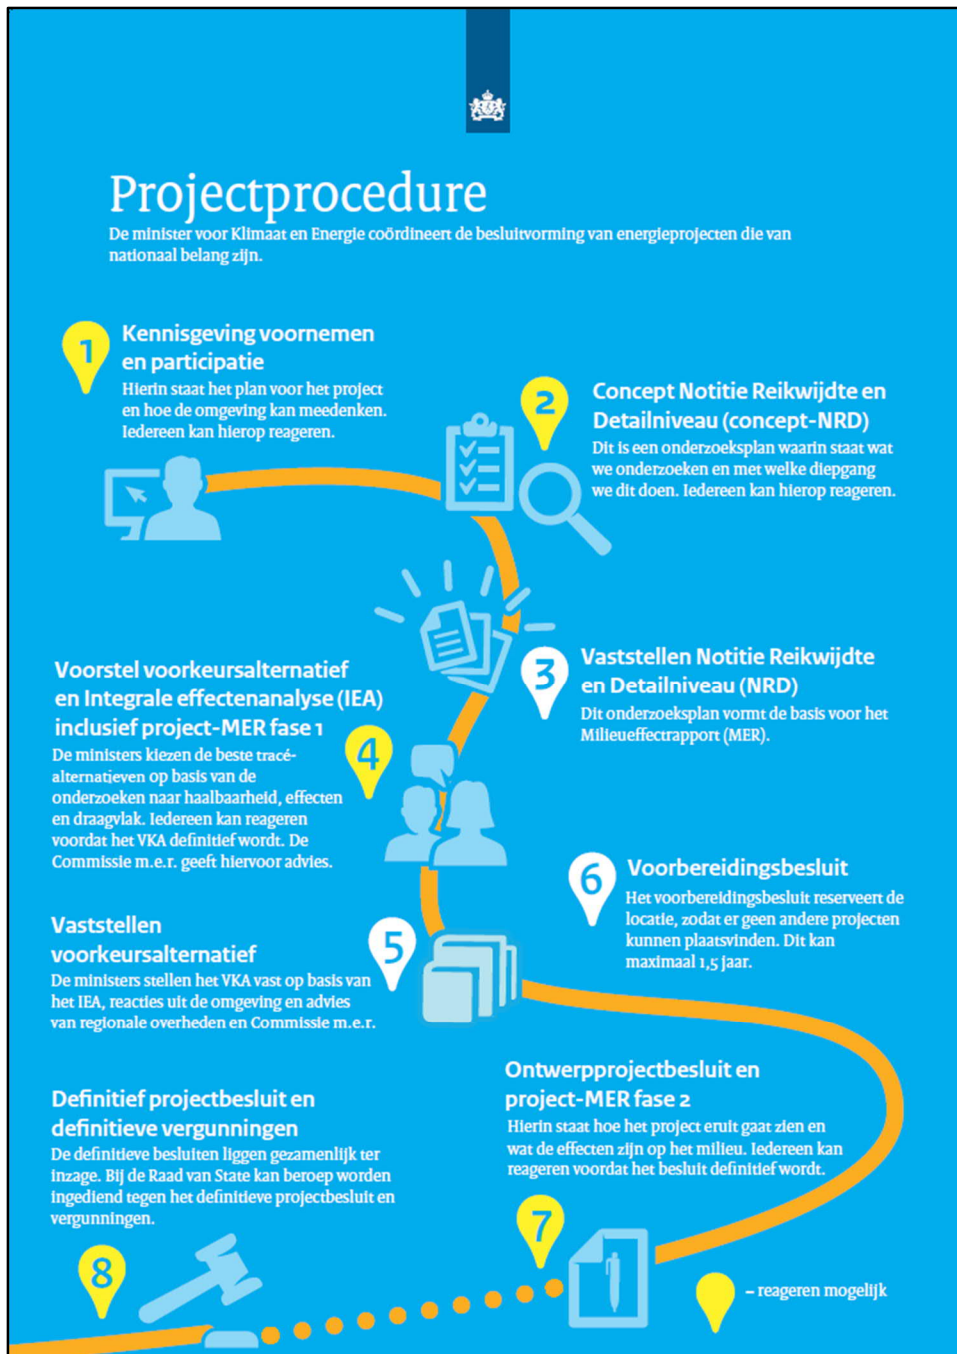 Projectprocedure
De minister voor Klimaat en Energie coördineert de besluitvorming van energieprojecten die van
nationaal belang zijn.
1
Kennisgeving voornemen
en participatie
Hierin staat het plan voor het project
en hoe de omgeving kan meedenken.
Iedereen kan hierop reageren.
2
Concept Notitie Reikwijdte en
Detailniveau (concept-NRD)
Dit is een onderzoeksplan waarin staat wat
we onderzoeken en met welke diepgang
we dit doen. Iedereen kan hierop reageren.
3
Vaststellen Notitie Reikwijdte
en Detailniveau (NRD)
Dit onderzoeksplan vormt de basis voor het
Milieueffectrapport (MER).
Voorstel voorkeursalternatief
en Integrale effectenanalyse (IEA)
inclusief project-MER fase 1
4
De ministers kiezen de beste tracé-
alternatieven op basis van de
onderzoeken naar haalbaarheid, effecten
en draagvlak. Iedereen kan reageren
voordat het VKA definitief wordt. De
Commissie m.e.r. geeft hiervoor advies.
Vaststellen
voorkeursalternatief
5
De ministers stellen het VKA vast op basis van
het IEA, reacties uit de omgeving en advies
van regionale overheden en Commissie m.e.r.
6
Voorbereidingsbesluit
Het voorbereidingsbesluit reserveert de
locatie, zodat er geen andere projecten
kunnen plaatsvinden. Dit kan
maximaal 1,5 jaar.
Ontwerpprojectbesluit en
project-MER fase 2
Hierin staat hoe het project eruit gaat zien en
wat de effecten zijn op het milieu. Iedereen kan
reageren voordat het besluit definitief wordt.
7
Definitief projectbesluit en
definitieve vergunningen
De definitieve besluiten liggen gezamenlijk ter
inzage. Bij de Raad van State kan beroep worden
ingediend tegen het definitieve projectbesluit en
vergunningen.
8
– reageren mogelijk